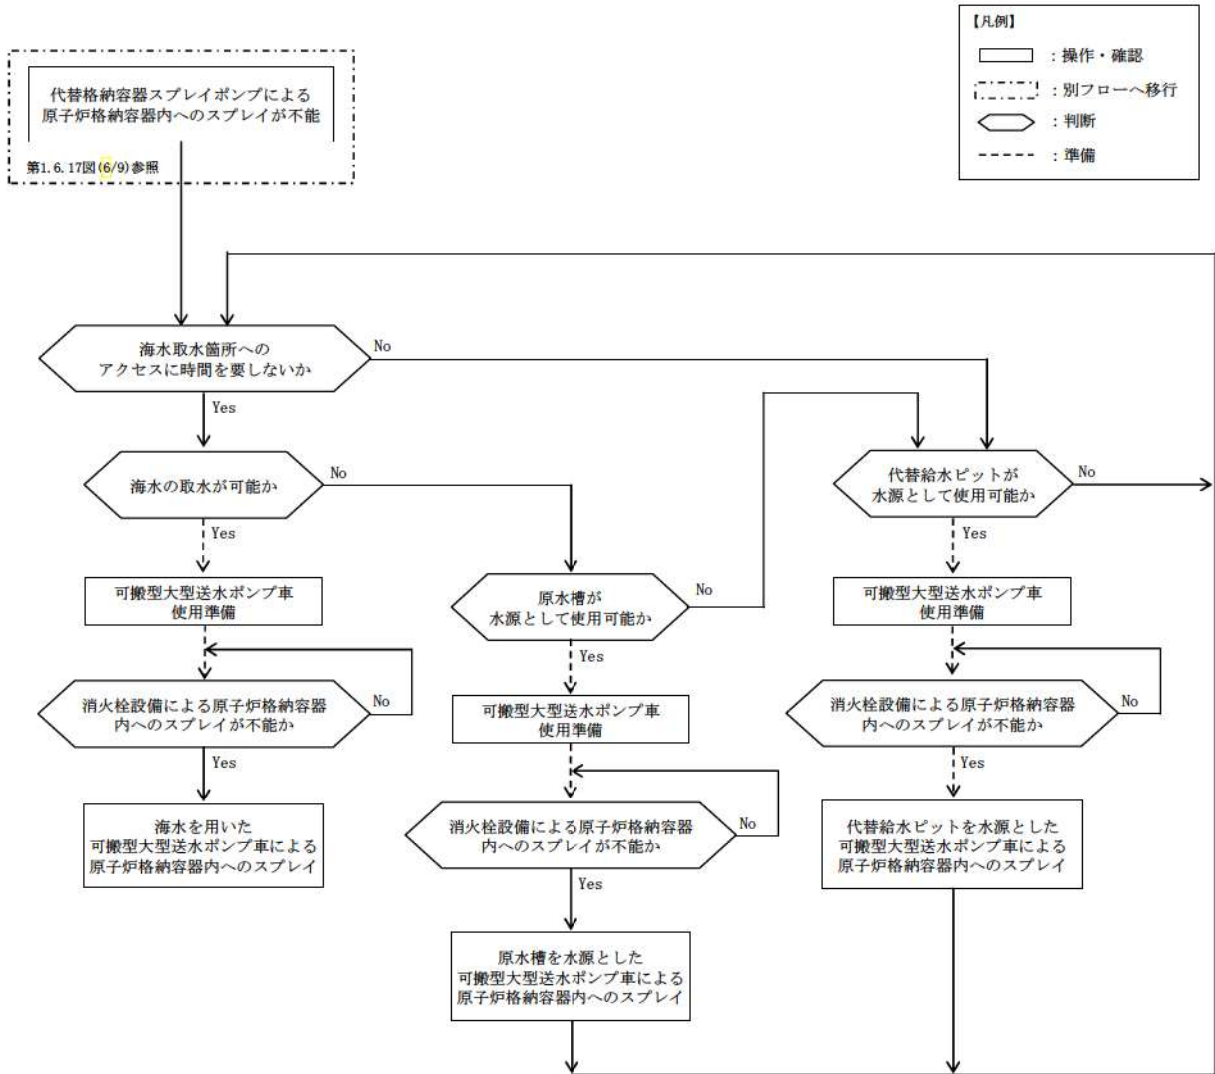 【凡例】
：操作・確認
：別フローへ移行
：判断
：準備
代替格納容器スプレイポンプによる
原子炉格納容器内へのスプレイが不能
第1.6.17図(6/9)参照
海水取水箇所への
アクセスに時間を要しないか
No
Yes
海水の取水が可能か
No
Yes
可搬型大型送水ポンプ車
使用準備
消火栓設備による原子炉格納容器
内へのスプレイが不能か
No
Yes
海水を用いた
可搬型大型送水ポンプ車による
原子炉格納容器内へのスプレイ
原水槽が
水源として使用可能か
No
Yes
可搬型大型送水ポンプ車
使用準備
消火栓設備による原子炉格納容器
内へのスプレイが不能か
No
Yes
原水槽を水源とした
可搬型大型送水ポンプ車による
原子炉格納容器内へのスプレイ
代替給水ピットが
水源として使用可能か
No
Yes
可搬型大型送水ポンプ車
使用準備
消火栓設備による原子炉格納容器
内へのスプレイが不能か
No
Yes
代替給水ピットを水源とした
可搬型大型送水ポンプ車による
原子炉格納容器内へのスプレイ